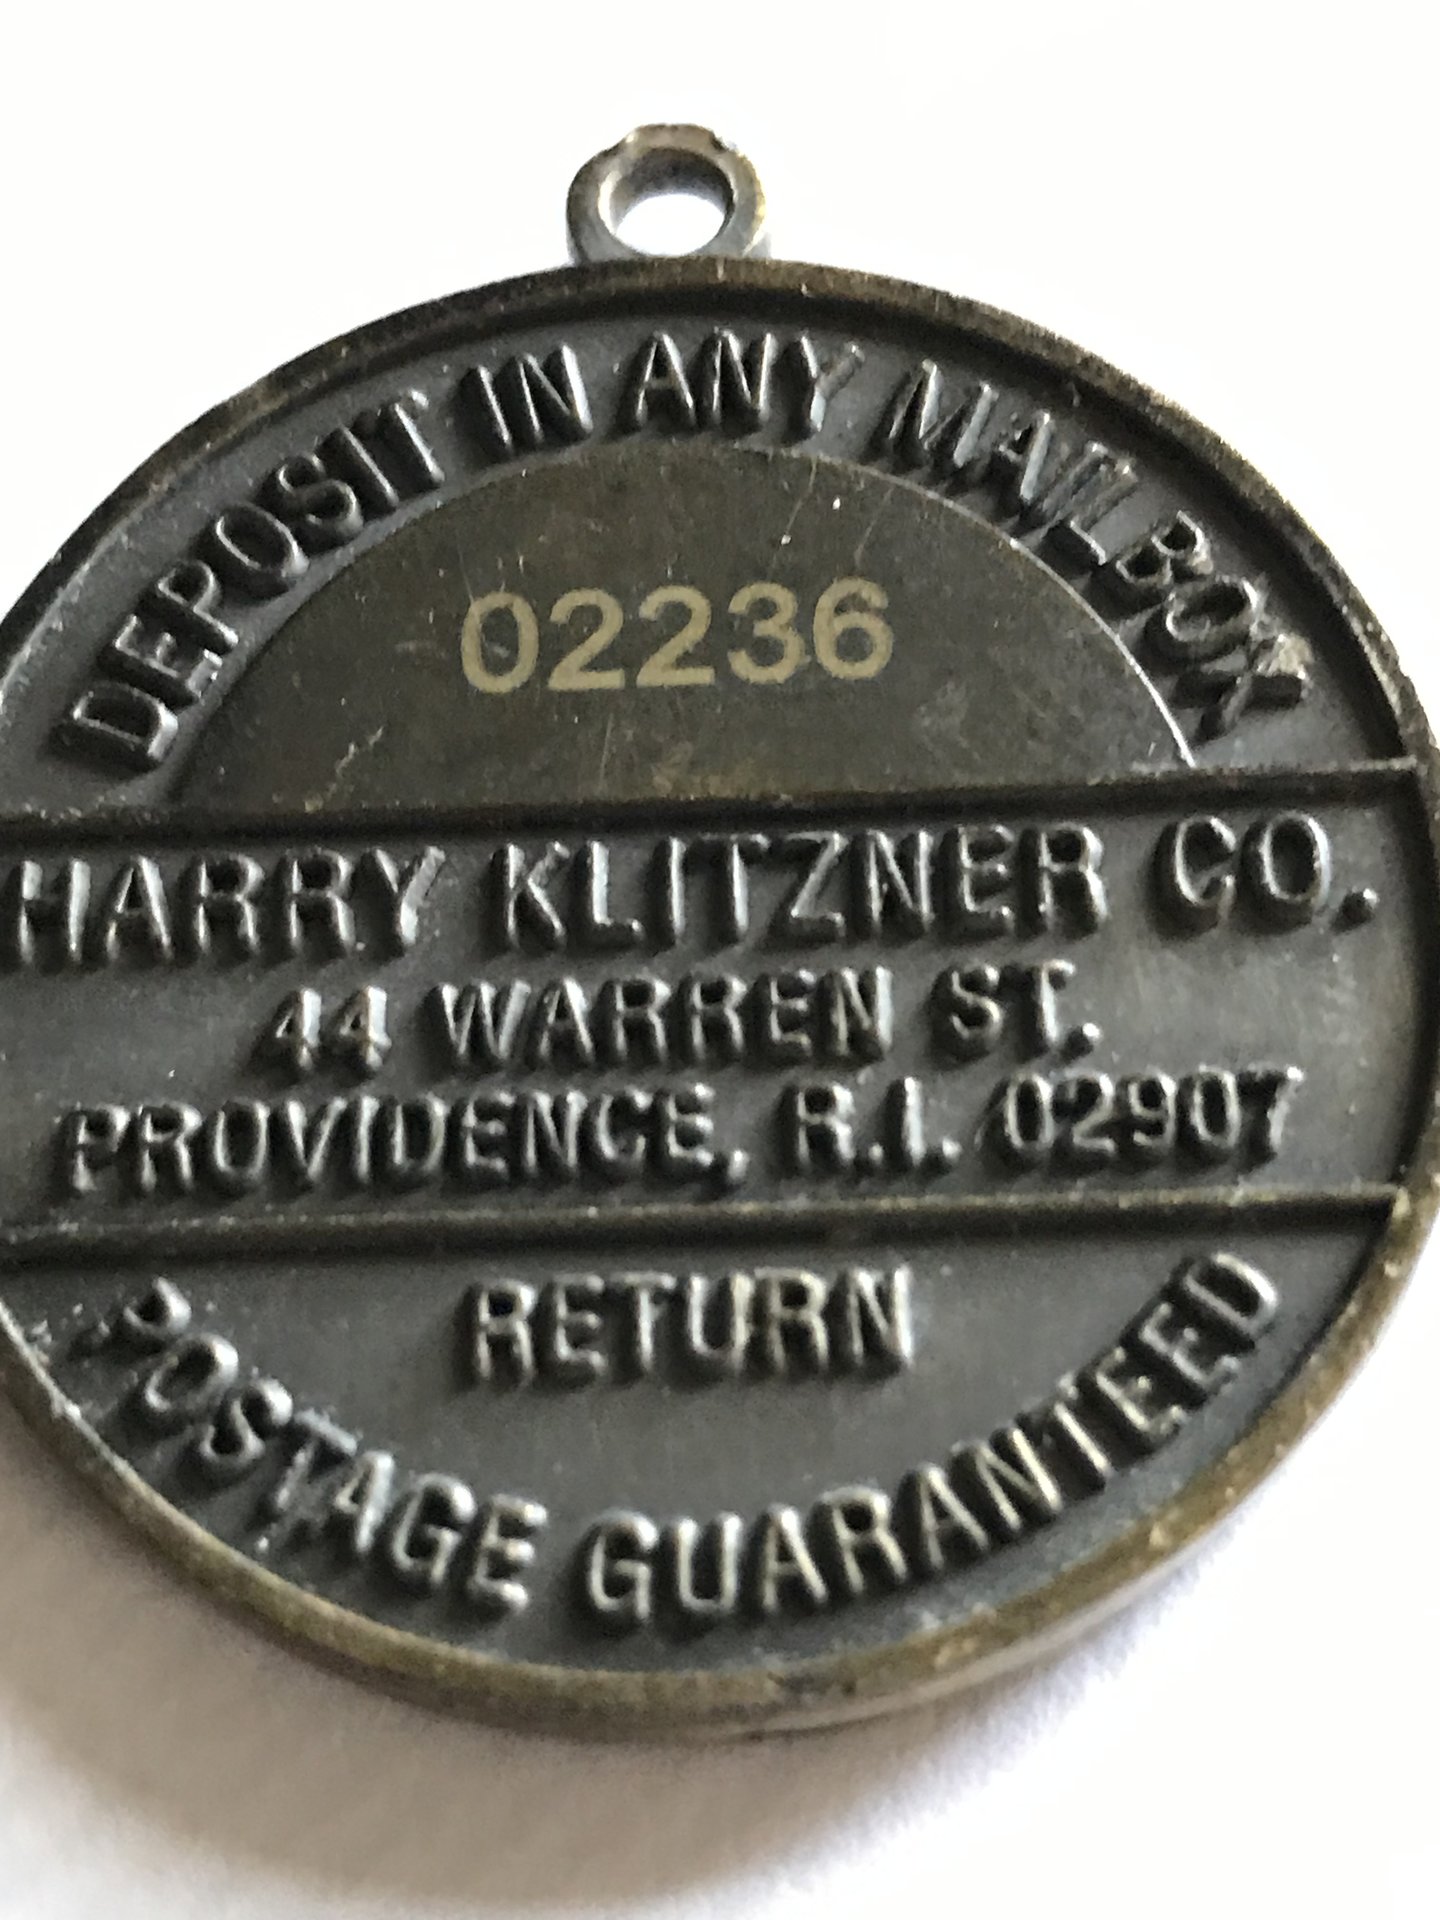 DEPOSIT IN ANY MAILBOX
02236
HARRY KLITZNER CO.
44 WARREN ST.
PROVIDENCE, R.I. 02907
RETURN
POSTAGE GUARANTEED